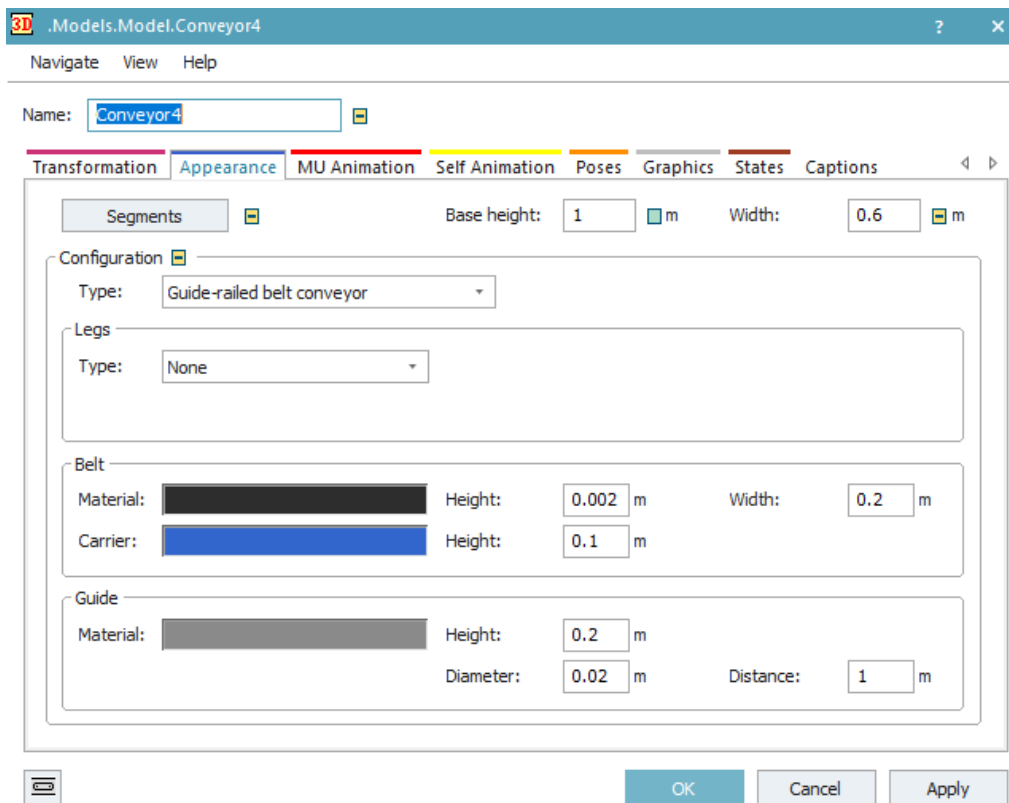 3D .Models.Model.Conveyor4 ? ×
Navigate View Help
Name: Conveyor4
Transformation Appearance MU Animation Self Animation Poses Graphics States Captions
Segments Base height: 1 m Width: 0.6 m
Configuration
Type: Guide-railed belt conveyor
Legs
Type: None
Belt
Material: Height: 0.002 m Width: 0.2 m
Carrier: Height: 0.1 m
Guide
Material: Height: 0.2 m
Diameter: 0.02 m Distance: 1 m
OK Cancel Apply